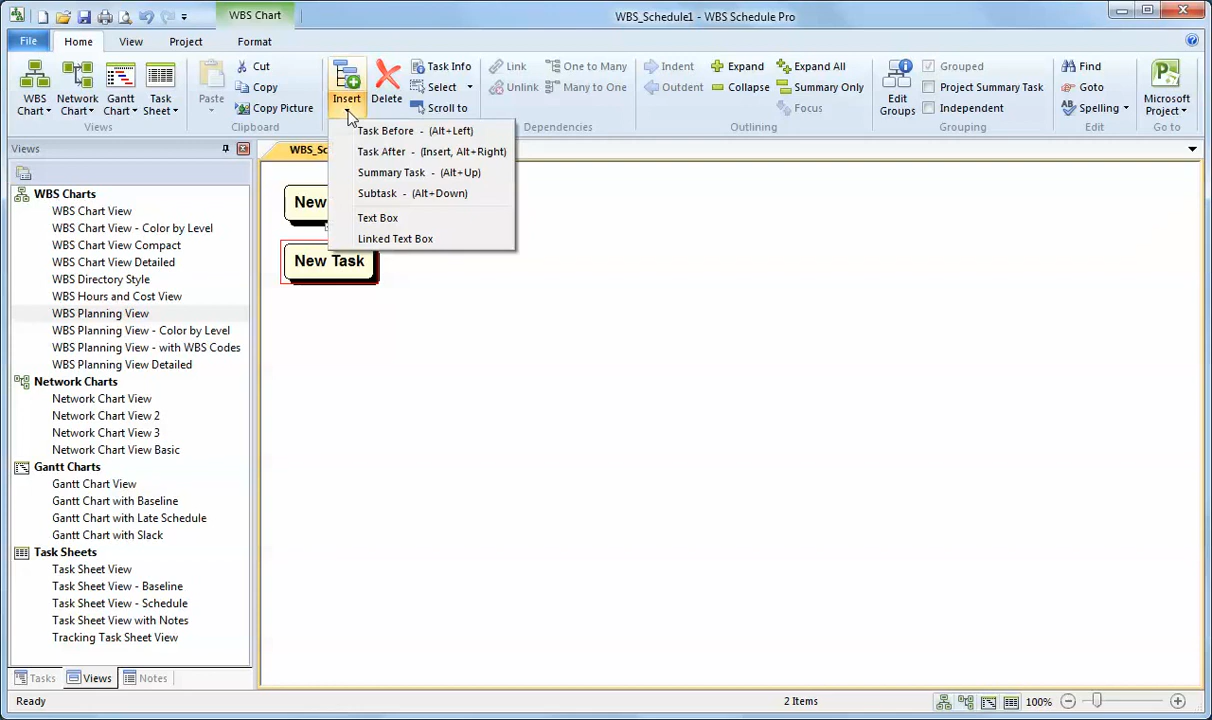 WBS Chart
WBS_Schedule1 - WBS Schedule Pro
File
Home
View
Project
Format
WBS Chart
Network Chart
Gantt Chart
Task Sheet
Views
Paste
Cut
Copy
Copy Picture
Clipboard
Insert
Delete
Task Info
Select
Scroll to
Link
Unlink
One to Many
Many to One
Dependencies
Indent
Outdent
Expand
Collapse
Expand All
Summary Only
Focus
Outlining
Edit Groups
Grouped
Project Summary Task
Independent
Grouping
Find
Goto
Spelling
Edit
Microsoft Project
Task Before - (Alt+Left)
Task After - (Insert, Alt+Right)
Summary Task - (Alt+Up)
Subtask - (Alt+Down)
Text Box
Linked Text Box
Views
WBS Charts
WBS Chart View
WBS Chart View - Color by Level
WBS Chart View Compact
WBS Chart View Detailed
WBS Directory Style
WBS Hours and Cost View
WBS Planning View
WBS Planning View - Color by Level
WBS Planning View - with WBS Codes
WBS Planning View Detailed
Network Charts
Network Chart View
Network Chart View 2
Network Chart View 3
Network Chart View Basic
Gantt Charts
Gantt Chart View
Gantt Chart with Baseline
Gantt Chart with Late Schedule
Gantt Chart with Slack
Task Sheets
Task Sheet View
Task Sheet View - Baseline
Task Sheet View - Schedule
Task Sheet View with Notes
Tracking Task Sheet View
Tasks
Views
Notes
WBS_Sc
New
New Task
Ready
2 Items
100%